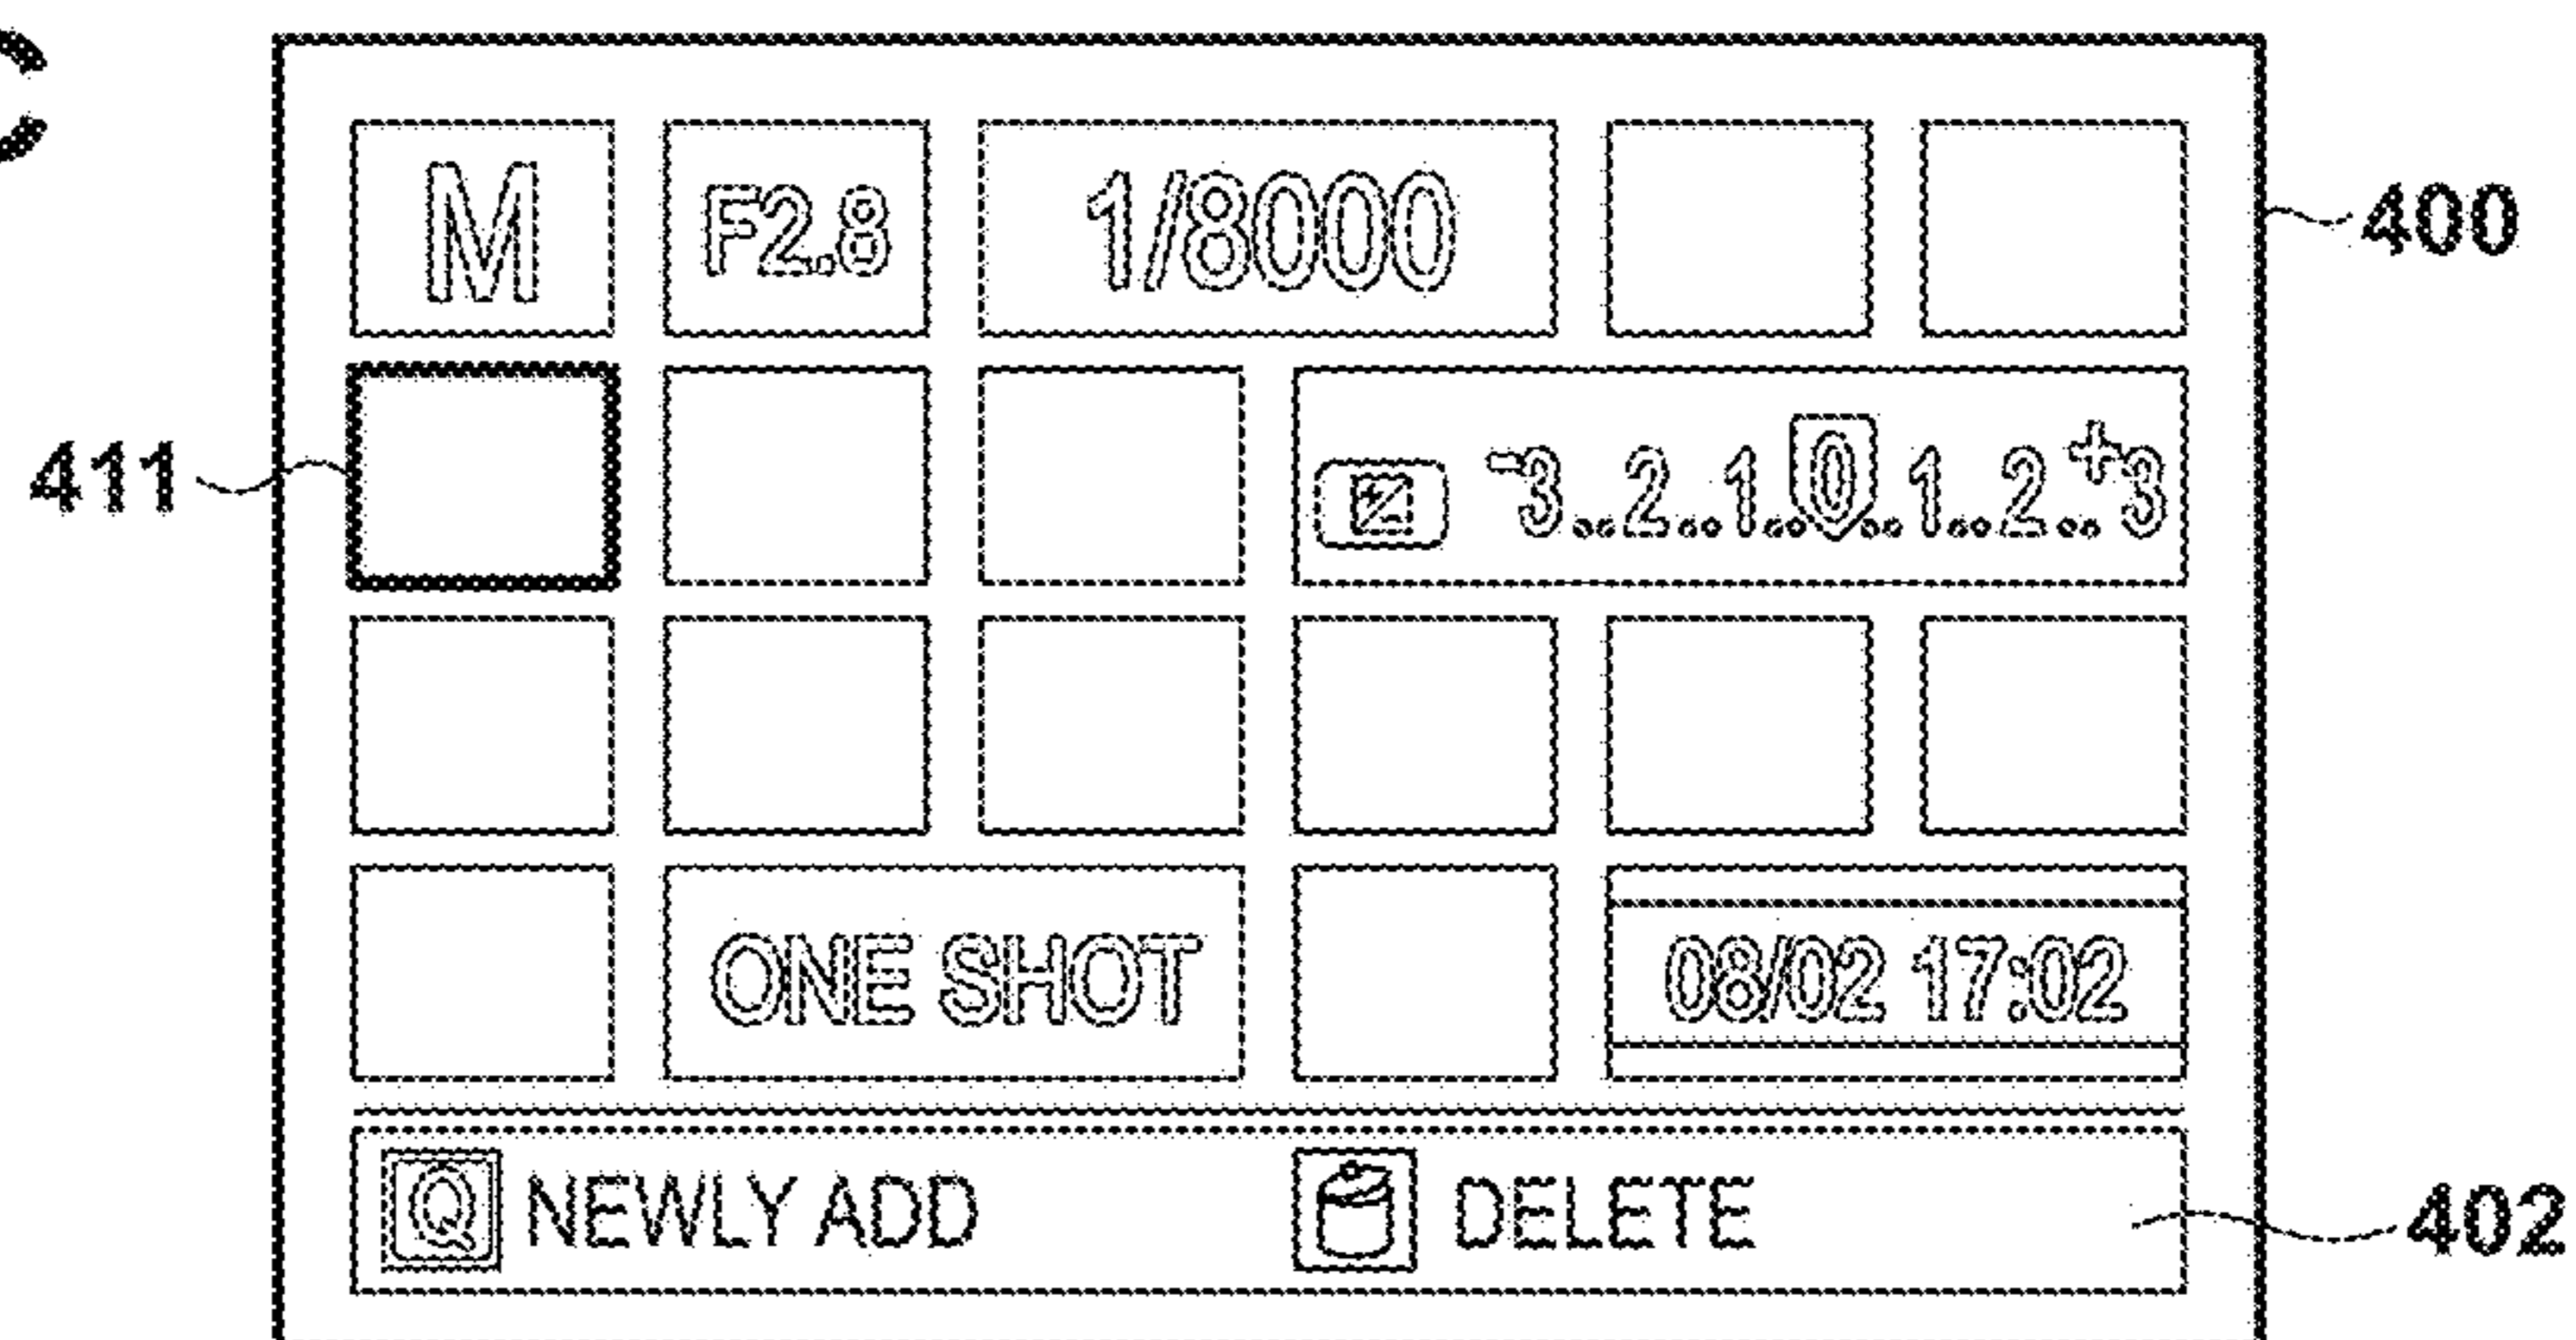 M F2.8 1/8000
400
411
-3..2..1..0..1..2..+3
ONE SHOT
08/02 17:02
Q NEWLY ADD DELETE
402